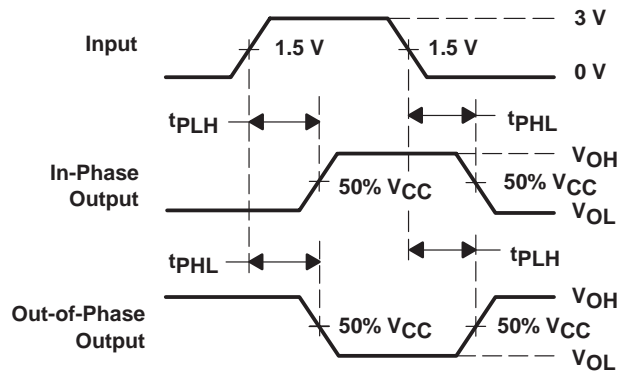 3 V
Input
1.5 V
1.5 V
0 V
tPLH
tPHL
VOH
In-Phase
Output
50% VCC
50% VCC
VOL
tPHL
tPLH
VOH
Out-of-Phase
Output
50% VCC
50% VCC
VOL